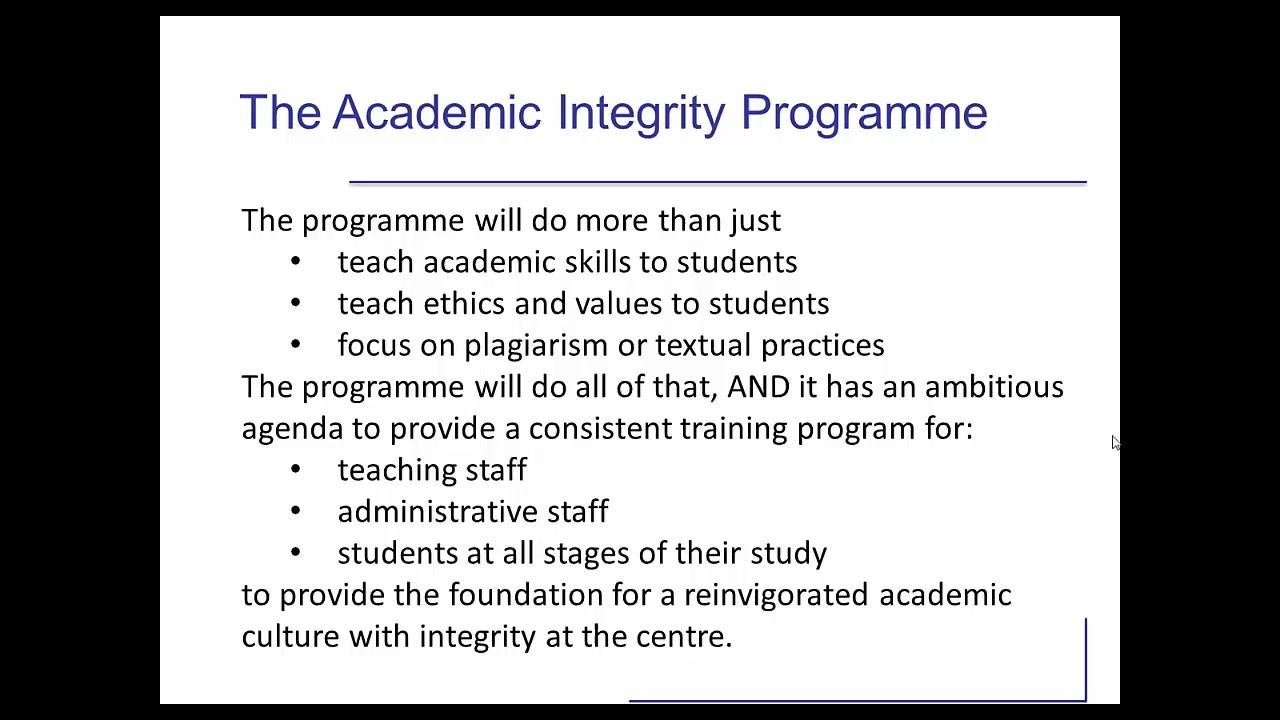 The Academic Integrity Programme
The programme will do more than just
• teach academic skills to students
• teach ethics and values to students
• focus on plagiarism or textual practices
The programme will do all of that, AND it has an ambitious
agenda to provide a consistent training program for:
• teaching staff
• administrative staff
• students at all stages of their study
to provide the foundation for a reinvigorated academic
culture with integrity at the centre.